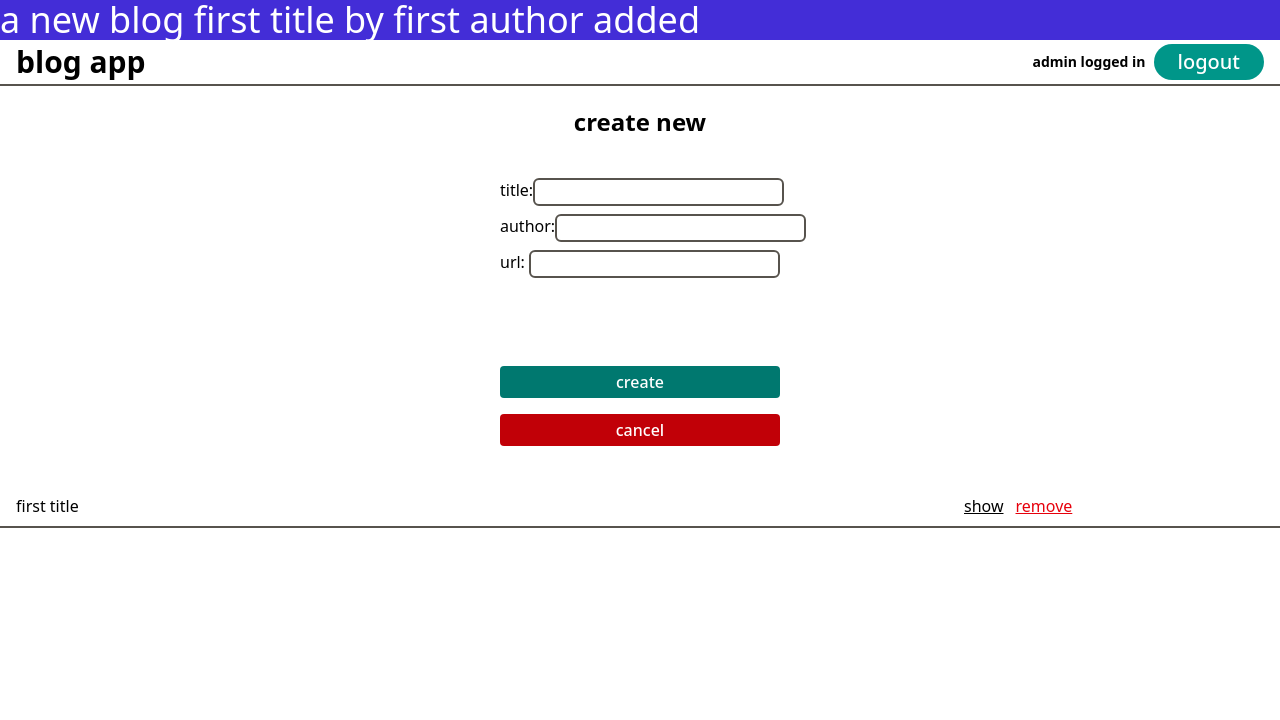 a new blog first title by first author added
blog app
admin logged in logout
create new
title:
author:
url:
create
cancel
first title show remove